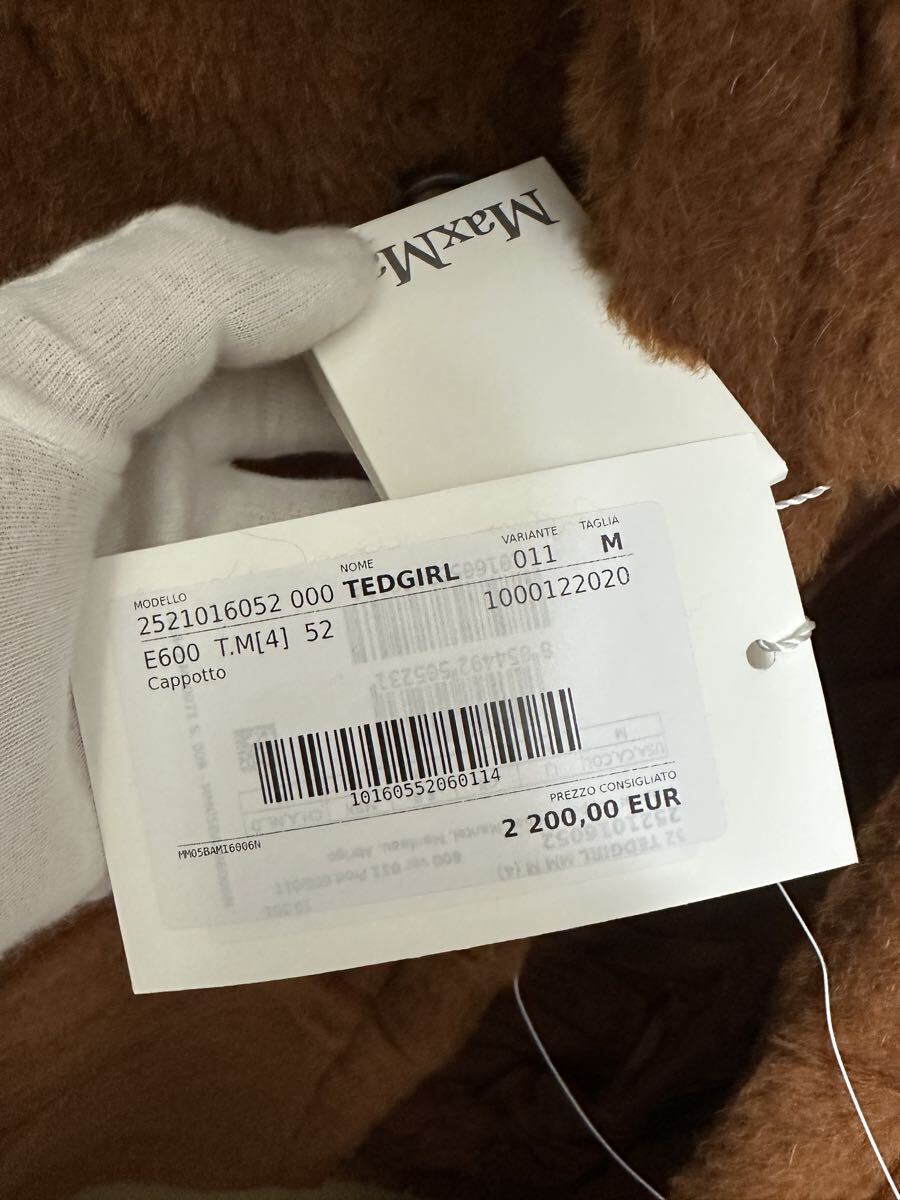 MaxMa
MODELLO NOME VARIANTE TAGLIA
2521016052 000 TEDGIRL 011 M
E600 T.M[4] 52 1000122020
Cappotto
10160552060114
PREZZO CONSIGLIATO
2 200,00 EUR
MM05BAMI6006N